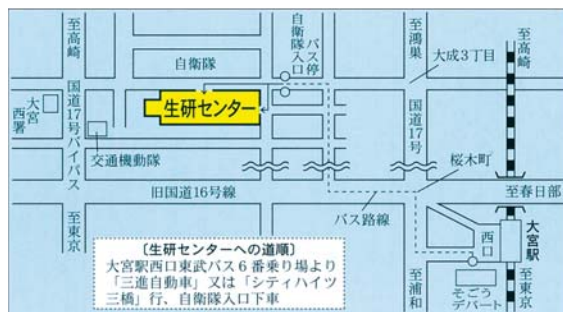 至高崎
自衛隊
自衛隊入口
バス停
至鴻巣
大成3丁目
至高崎
大宮
西署
国道17号バイパス
生研センター
国道17号
交通機動隊
桜木町
旧国道16号線
バス路線
至春日部
至東京
西口
大宮駅
〔生研センターへの道順〕
大宮駅西口東武バス6番乗り場より
「三進自動車」又は「シティハイツ
三橋」行、自衛隊入口下車
至浦和
そごう
デパート
至東京